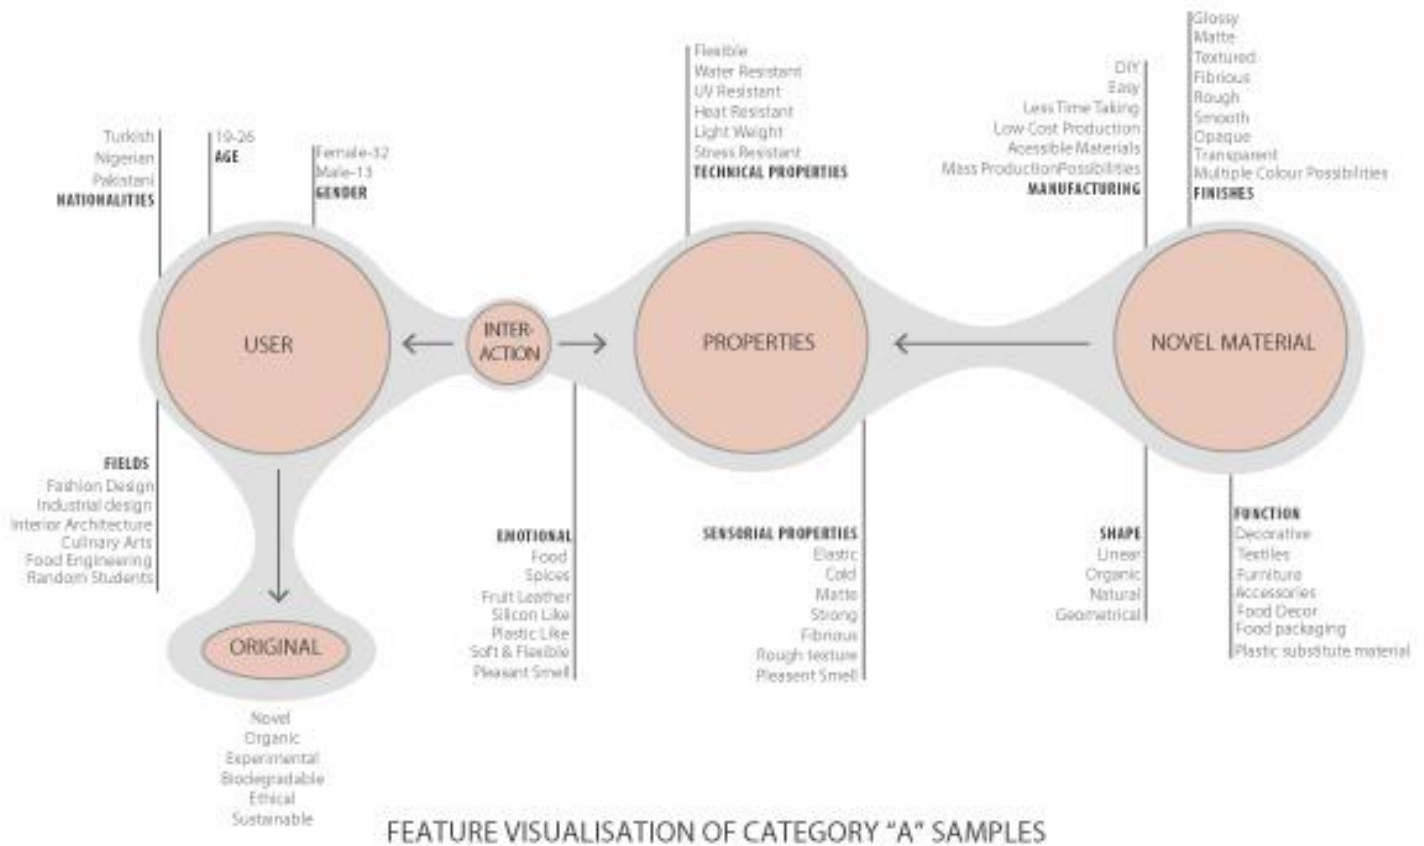 Turkish
Nigerian
Pakistani
NATIONALITIES
19-26
AGE
Female-32
Male-13
GENDER
Flexible
Water Resistant
UV Resistant
Heat Resistant
Light Weight
Stress Resistant
TECHNICAL PROPERTIES
DIY
Easy
Less Time Taking
Low Cost Production
Acessible Materials
Mass ProductionPossibilities
MANUFACTURING
Glossy
Matte
Textured
Fibrious
Rough
Smooth
Opaque
Transparent
Multiple Colour Possibilities
FINISHES
USER
INTER-
ACTION
PROPERTIES
NOVEL MATERIAL
FIELDS
Fashion Design
Industrial design
Interior Architecture
Culinary Arts
Food Engineering
Random Students
EMOTIONAL
Food
Spices
Fruit Leather
Silicon Like
Plastic Like
Soft & Flexible
Pleasant Smell
SENSORIAL PROPERTIES
Elastic
Cold
Matte
Strong
Fibrious
Rough texture
Pleasent Smell
SHAPE
Linear
Organic
Natural
Geometrical
FUNCTION
Decorative
Textiles
Furniture
Accessories
Food Decor
Food packaging
Plastic substitute material
ORIGINAL
Novel
Organic
Experimental
Biodegradable
Ethical
Sustainable
FEATURE VISUALISATION OF CATEGORY “A” SAMPLES